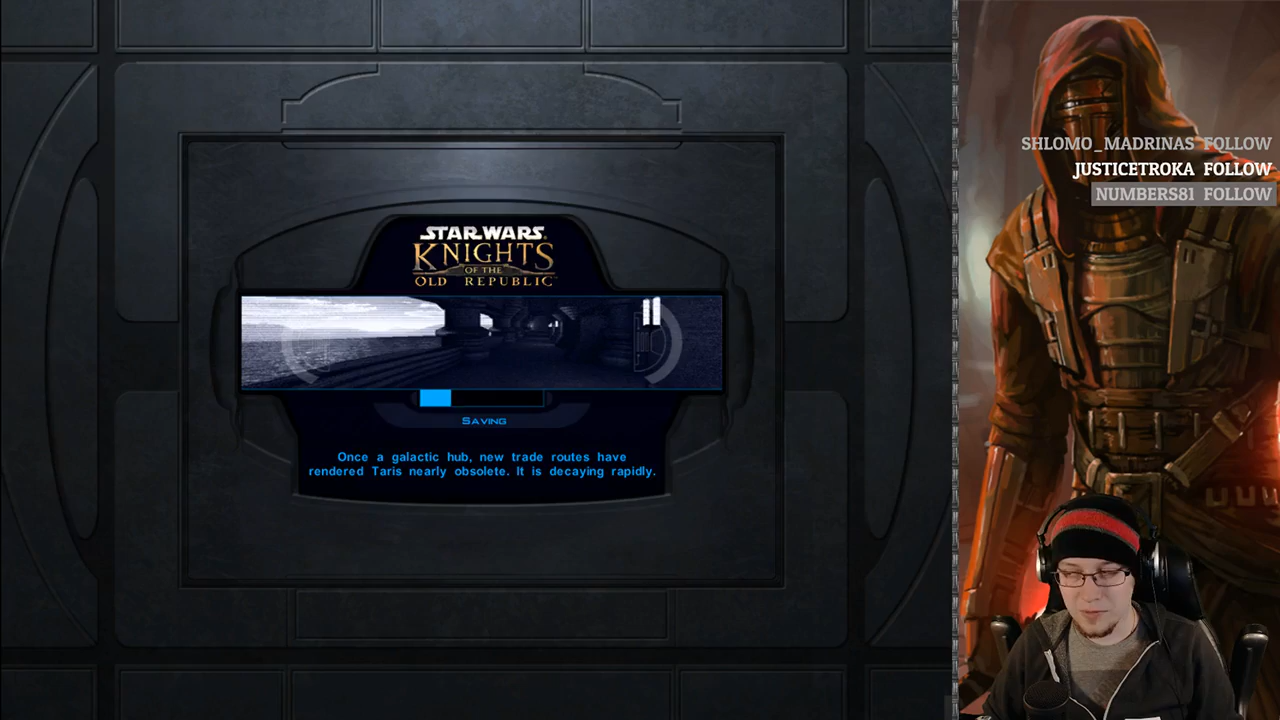 STAR WARS
KNIGHTS
OF THE
OLD REPUBLIC
SAVING
Once a galactic hub, new trade routes have
rendered Taris nearly obsolete. It is decaying rapidly.
SHLOMO_MADRINAS FOLLOW
JUSTICETROKA FOLLOW
NUMBERS81 FOLLOW